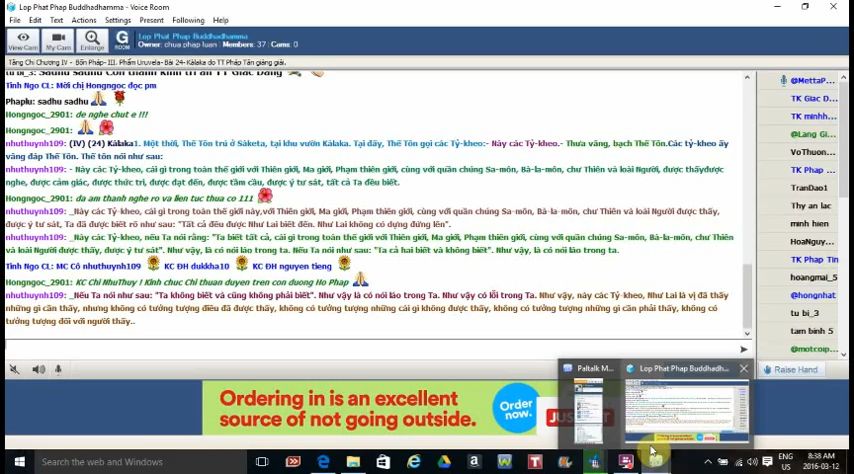 Lop Phat Phap Buddhadhamma - Voice Room
File Edit Text Actions Settings Present Following Help
View Cam My Cam Enlarge G ROOM
Lop Phat Phap Buddhadhamma
Owner: chua phap luan | Members: 37 | Cams: 0
Tăng Chi Chương IV - Bốn Pháp- III. Phẩm Uruvela- Bài 24- Kàlaka do TT Pháp Tân giảng giải.
tu bi_3: Sadhu Sadhu Con thành Kính tri ân TT Giác Đẳng
Tinh Ngo CL: Mời chị Hongngoc đọc pm
Phaplu: sadhu sadhu
Hongngoc_2901: de nghe chut e !!!
Hongngoc_2901:
nhuthuynh109: (IV) (24) Kàlaka1. Một thời, Thế Tôn trú ở Sàketa, tại khu vườn Kàlaka. Tại đấy, Thế Tôn gọi các Tỷ-kheo:- Này các Tỷ-kheo.- Thưa vâng, bạch Thế Tôn.Các tỷ-kheo ấy
vâng đáp Thế Tôn. Thế tôn nói như sau:
nhuthuynh109: - Này các Tỷ-kheo, cái gì trong toàn thế giới với Thiên giới, Ma giới, Phạm thiên giới, cùng với quần chúng Sa-môn, Bà-la-môn, chư Thiên và loài Người, được thấyđược
nghe, được cảm giác, được thức tri, được đạt đến, được tầm cầu, được ý tư sát, tất cả Ta đều biết.
Hongngoc_2901: da am thanh nghe ro va lien tuc thua co 111
nhuthuynh109: _Này các Tỷ-kheo, cái gì trong toàn thế giới này,với Thiên giới, Ma giới, Phạm thiên giới, cùng với quần chúng Sa-môn, Bà-la-môn, chư Thiên và loài Người được thấy,
được ý tư sát, Ta đã được biết rõ như sau: "Tất cả đều được Như Lai biết đến. Như Lai không có dựng đứng lên".
nhuthuynh109: _Này các Tỷ-kheo, nếu Ta nói rằng: "Ta biết tất cả, cái gì trong toàn thế giới với Thiên giới, Ma giới, Phạm thiên giới, cùng với quần chúng Sa-môn, Bà-la-môn, chư Thiên
và loài Người được thấy, được ý tư sát". Như vậy, là có nói láo trong Ta. Nếu Ta nói như sau: "Ta cả hai biết và không biết". Như vậy, là có nói láo trong ta.
Tinh Ngo CL: MC Cô nhuthuynh109 KC ĐH dukkha10 KC ĐH nguyen tieng
Hongngoc_2901: KC Chi NhuThuy ! Kinh chuc Chi thuan duyen tren con duong Ho Phap
nhuthuynh109: _Nếu Ta nói như sau: "Ta không biết và cũng không phải biết". Như vậy là có nói láo trong Ta. Như vậy có lỗi trong Ta. Như vậy, này các Tỷ-kheo, Như Lai là vị đã thấy
những gì cần thấy, nhưng không có tưởng tượng điều đã được thấy, không có tưởng tượng những cái gì không được thấy, không có tưởng tượng những gì cần phải thấy, không có
tưởng tượng đối với người thấy..
@MettaP...
TK Giac D...
TK minhh...
@Lang Gi...
VoThuon...
TK Phap ...
TranDao1
Thy an lac
minh hien
HoaNguy...
TK Phap Tin
hoangmai_5
@hongnhat
tu bi_3
tam binh 5
@motcoip...
Raise Hand
Paltalk M...
Lop Phat Phap Buddhadh...
Ordering in is an excellent
source of not going outside.
Order
now.
JUST
Search the web and Windows
ENG
US
8:38 AM
2016-03-12